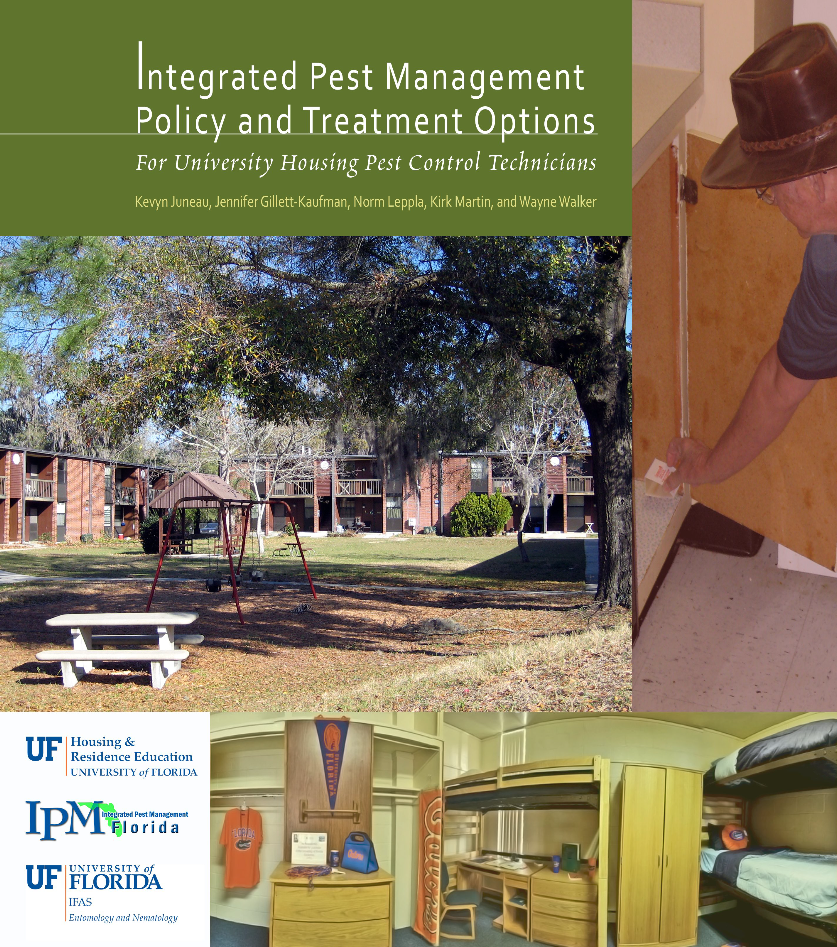 Integrated Pest Management
Policy and Treatment Options
For University Housing Pest Control Technicians
Kevyn Juneau, Jennifer Gillett-Kaufman, Norm Leppla, Kirk Martin, and Wayne Walker
UF Housing &
Residence Education
UNIVERSITY of FLORIDA
IPM Integrated Pest Management
Florida
UF UNIVERSITY of
FLORIDA
IFAS
Entomology and Nematology
FLORIDA
Gators